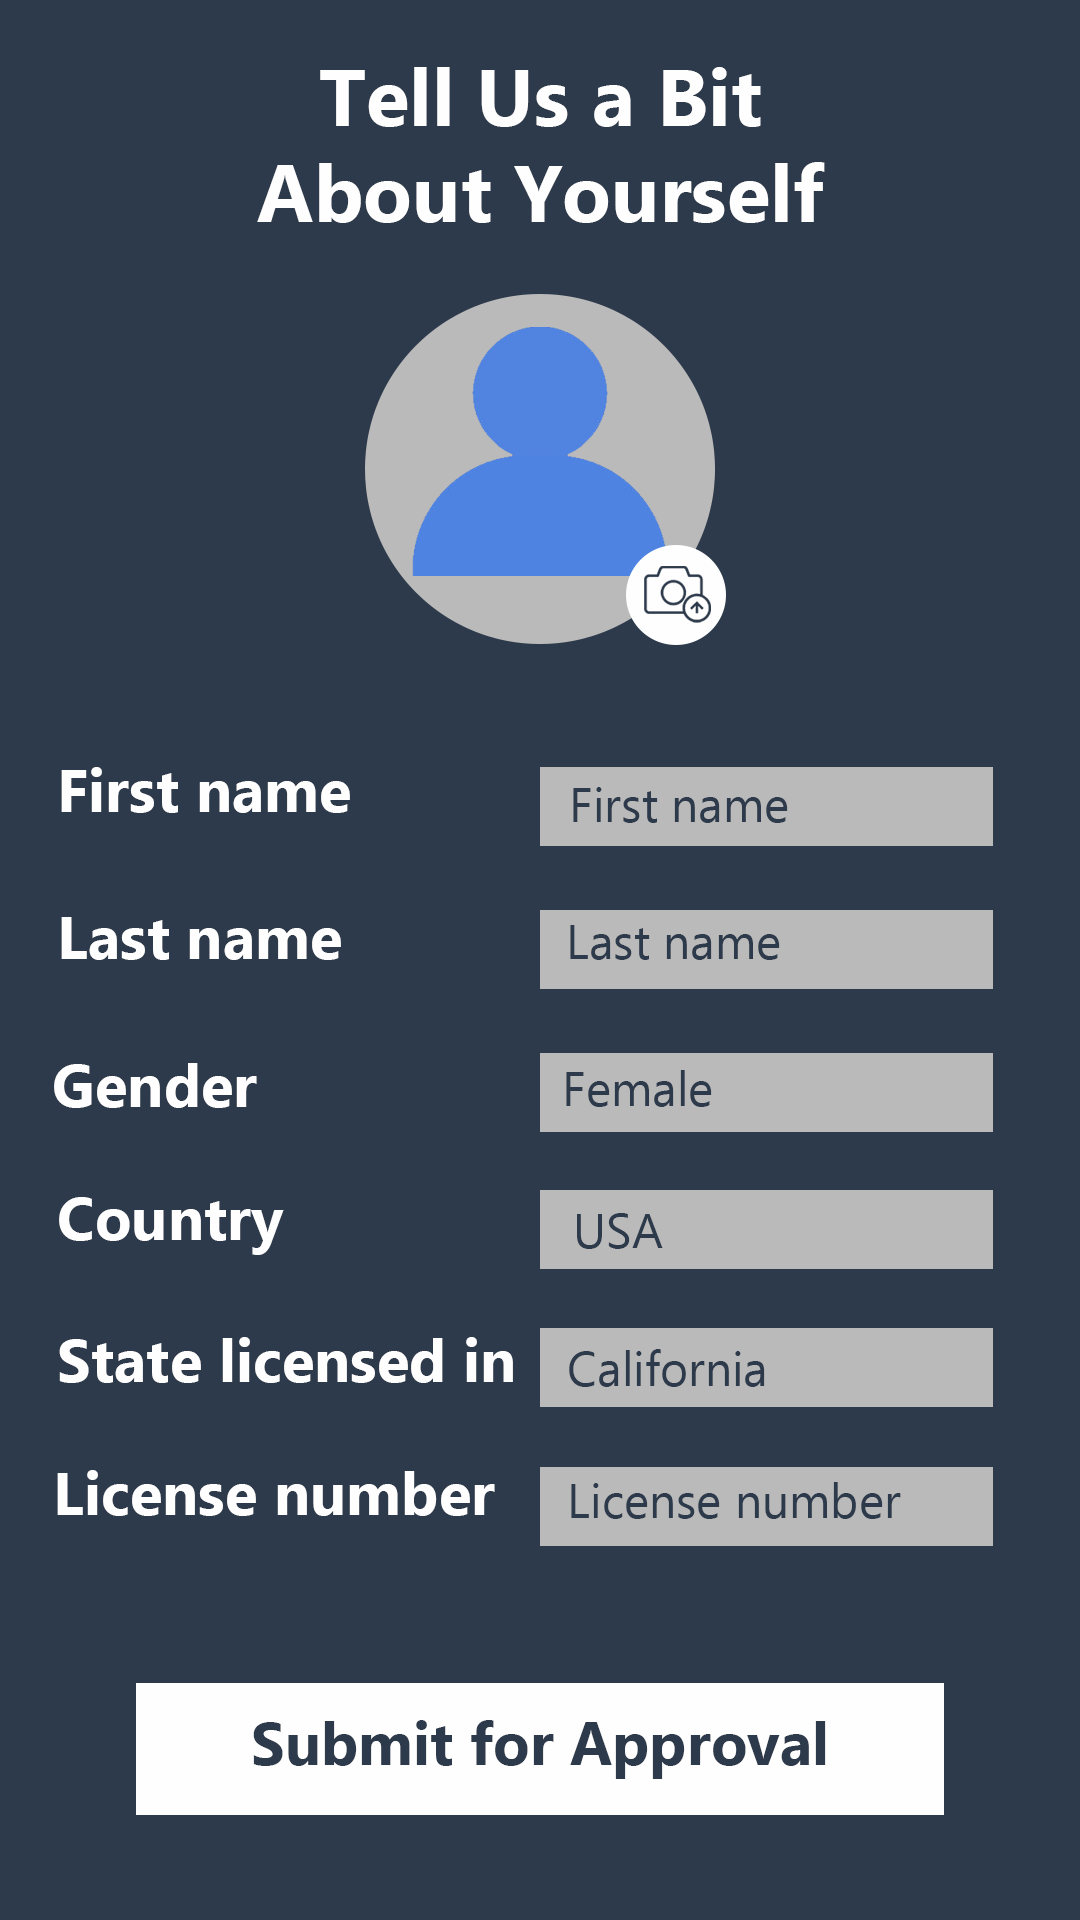 Tell Us a Bit
About Yourself
First name
First name
Last name
Last name
Gender
Female
Country
USA
State licensed in
California
License number
License number
Submit for Approval